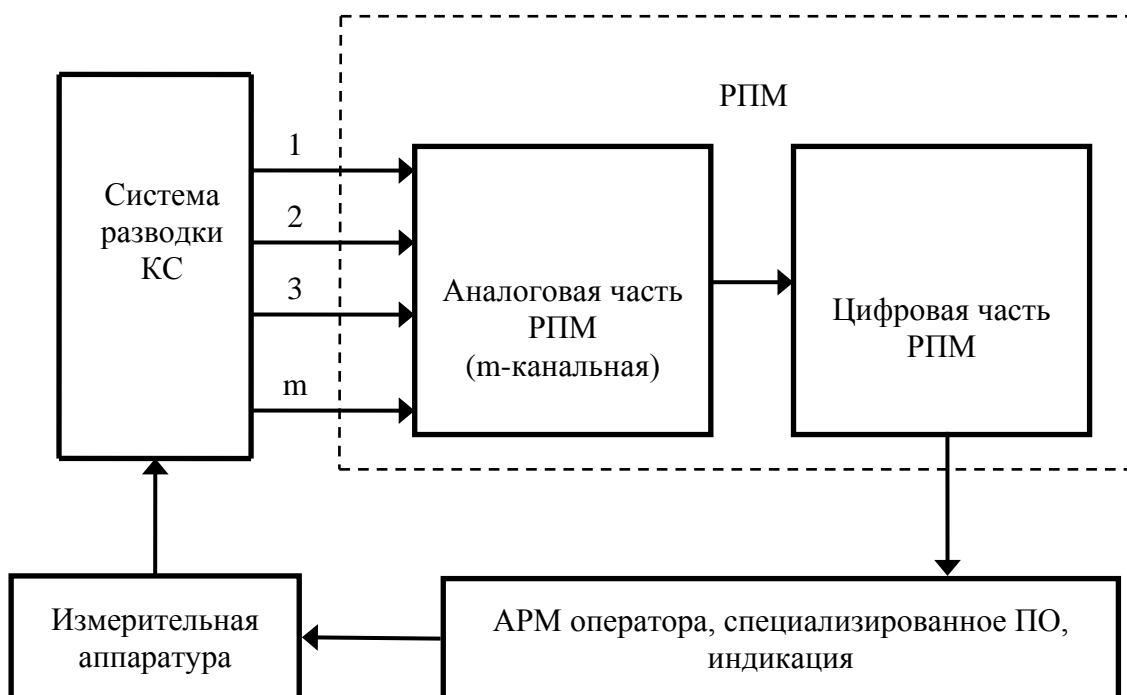 РПМ
Система
разводки
КС
1
2
3
m
Аналоговая часть
РПМ
(m-канальная)
Цифровая часть
РПМ
Измерительная
аппаратура
АРМ оператора, специализированное ПО,
индикация